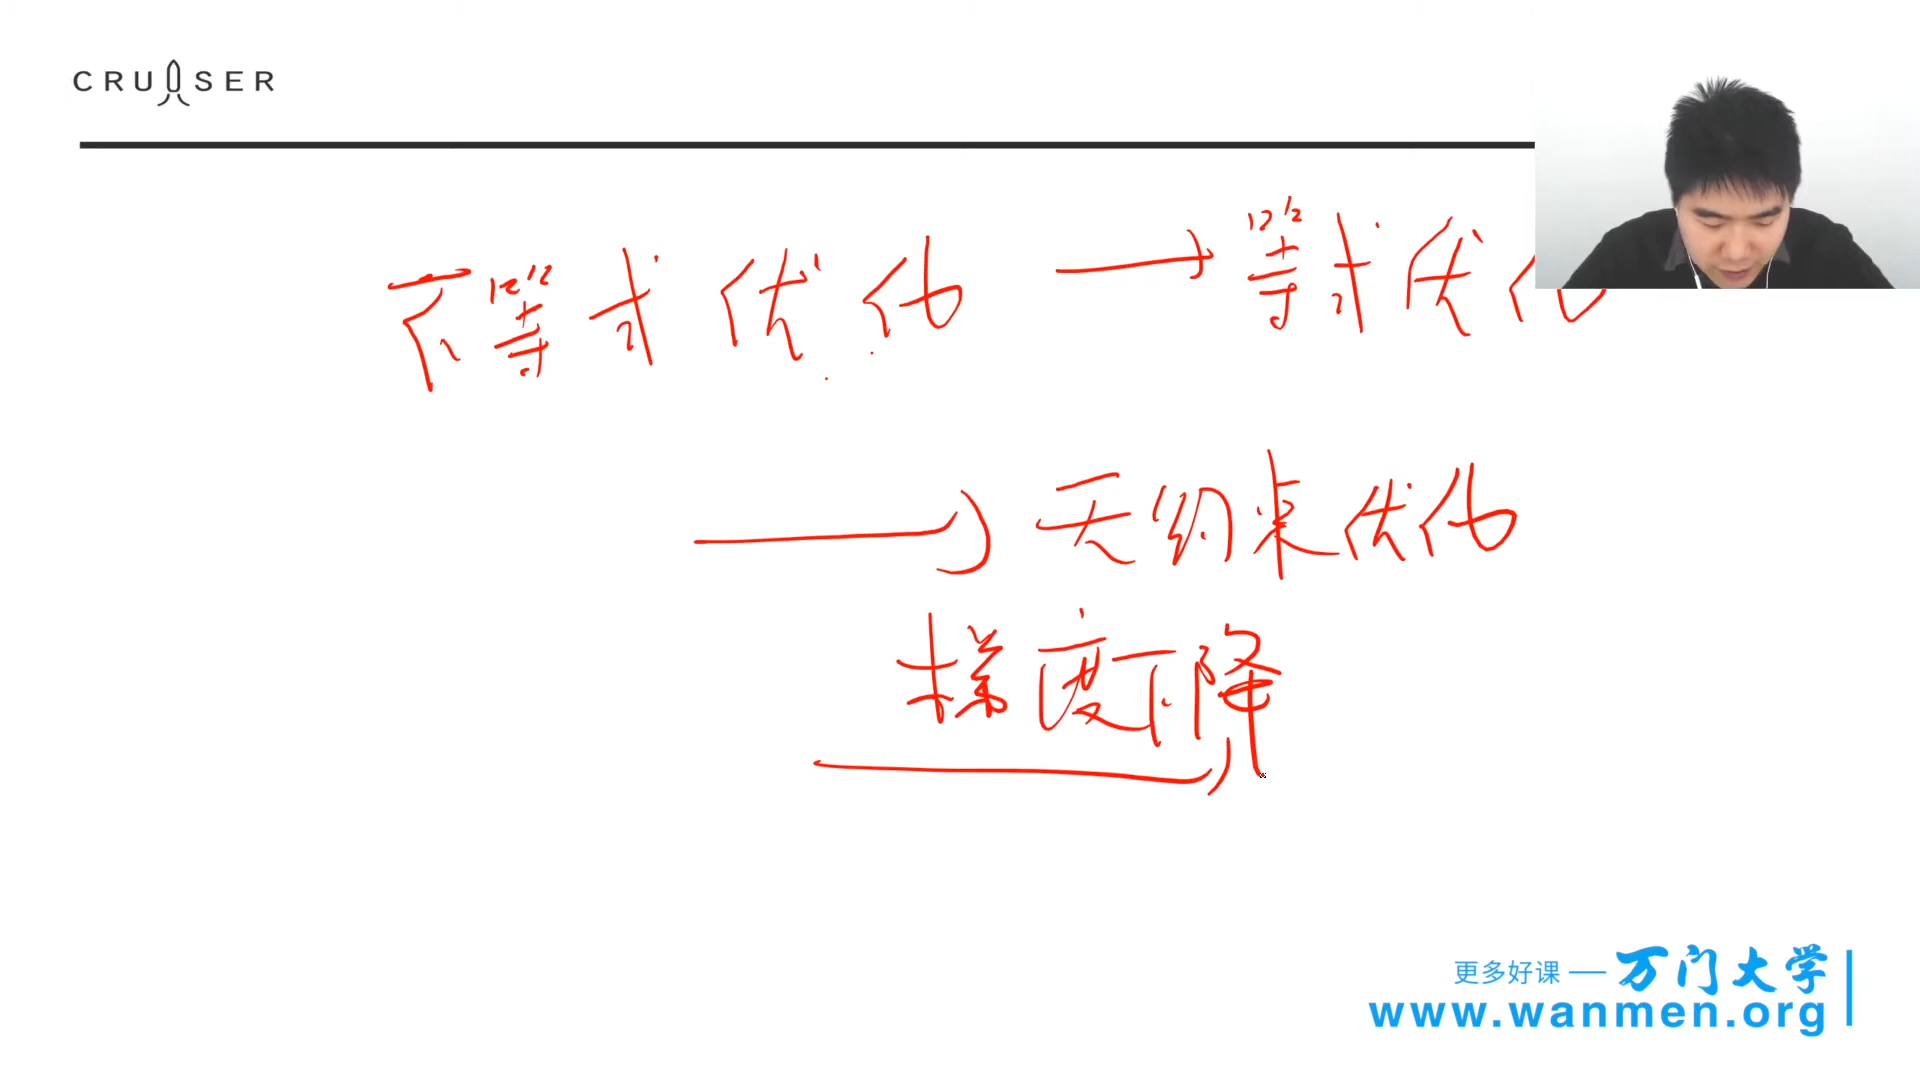 CRUISER
不等式优化 → 等式优化
→ 无约束优化
梯度下降
更多好课 — 万门大学
www.wanmen.org